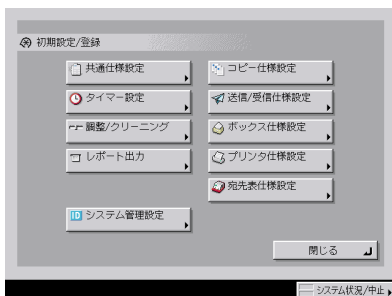 初期設定/登録
共通仕様設定
コピー仕様設定
タイマー設定
送信/受信仕様設定
調整/クリーニング
ボックス仕様設定
レポート出力
プリンタ仕様設定
宛先表仕様設定
ID システム管理設定
閉じる
システム状況/中止